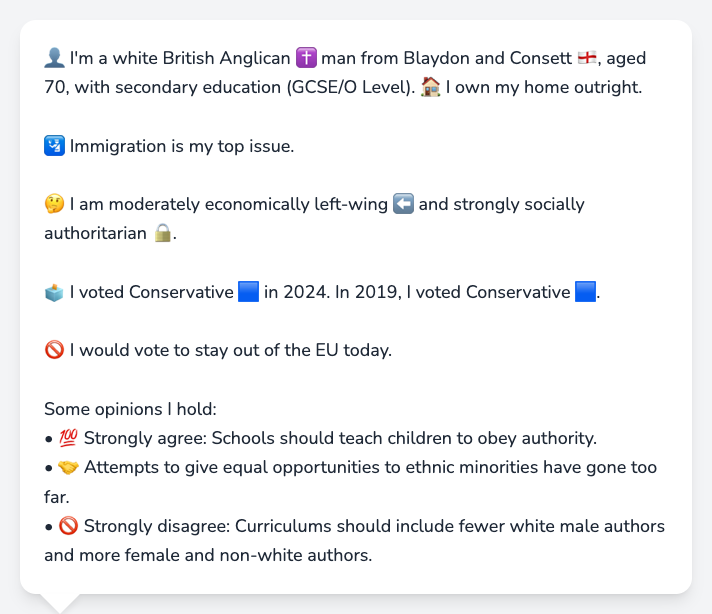 👤 I'm a white British Anglican ✝️ man from Blaydon and Consett 🏴󠁧󠁢󠁥󠁮󠁧󠁿, aged
70, with secondary education (GCSE/O Level). 🏠 I own my home outright.
🛂 Immigration is my top issue.
🤔 I am moderately economically left-wing ⬅️ and strongly socially
authoritarian 🔒.
🗳️ I voted Conservative 🟦 in 2024. In 2019, I voted Conservative 🟦.
🚫 I would vote to stay out of the EU today.
Some opinions I hold:
• 💯 Strongly agree: Schools should teach children to obey authority.
• 🤝 Attempts to give equal opportunities to ethnic minorities have gone too
far.
• 🚫 Strongly disagree: Curriculums should include fewer white male authors
and more female and non-white authors.